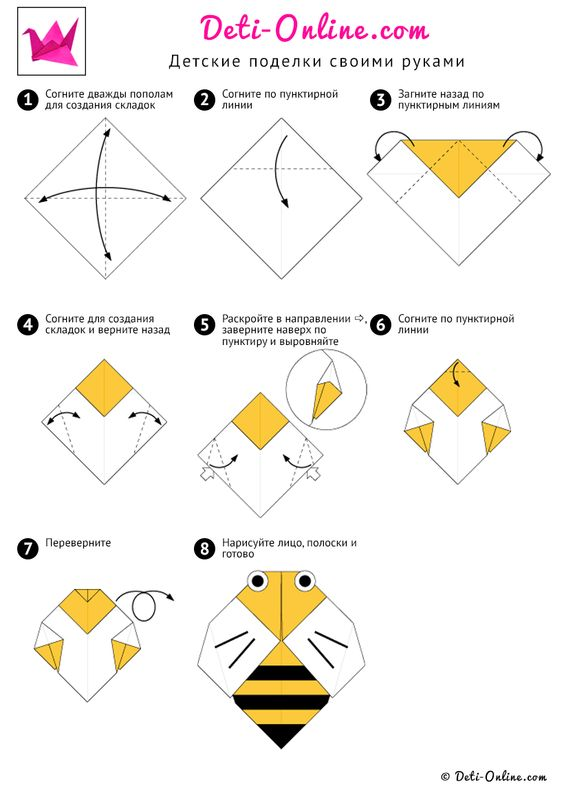 Deti-Online.com
Детские поделки своими руками
1 Согните дважды пополам
для создания складок
2 Согните по пунктирной
линии
3 Загните назад по
пунктирным линиям
4 Согните для создания
складок и верните назад
5 Раскройте в направлении ⇨,
заверните наверх по
пунктиру и выровняйте
6 Согните по пунктирной
линии
7 Переверните
8 Нарисуйте лицо, полоски и
готово
© Deti-Online.com